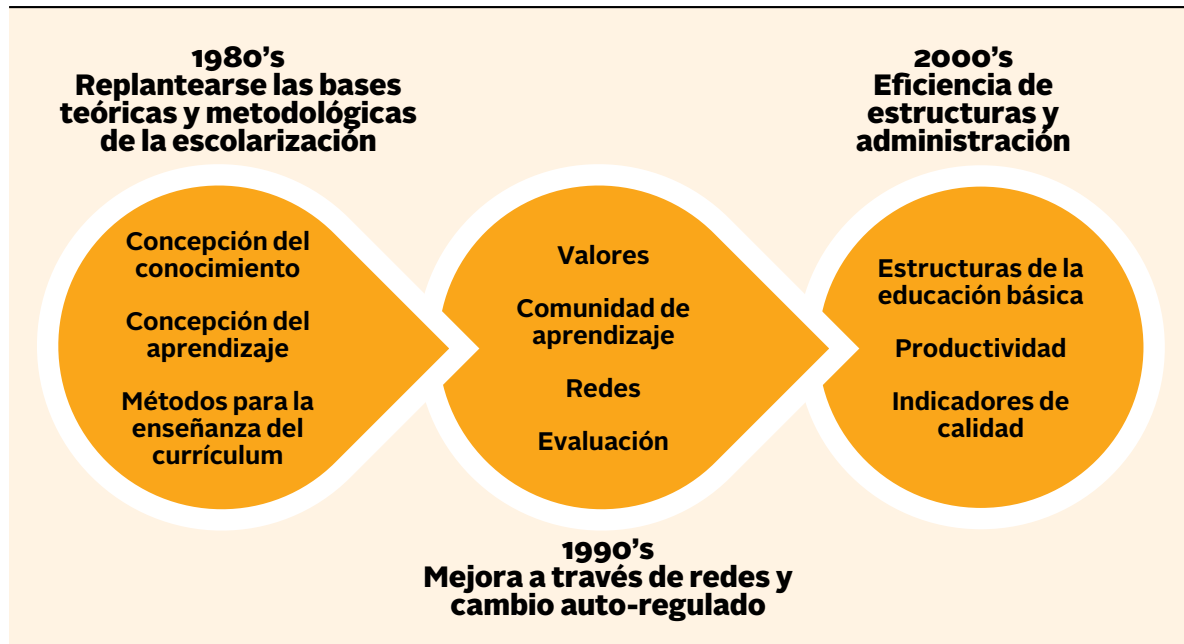 1980’s
Replantearse las bases
teóricas y metodológicas
de la escolarización
Concepción del
conocimiento
Concepción del
aprendizaje
Métodos para la
enseñanza del
currículum
Valores
Comunidad de
aprendizaje
Redes
Evaluación
1990’s
Mejora a través de redes y
cambio auto-regulado
2000’s
Eficiencia de
estructuras y
administración
Estructuras de la
educación básica
Productividad
Indicadores de
calidad